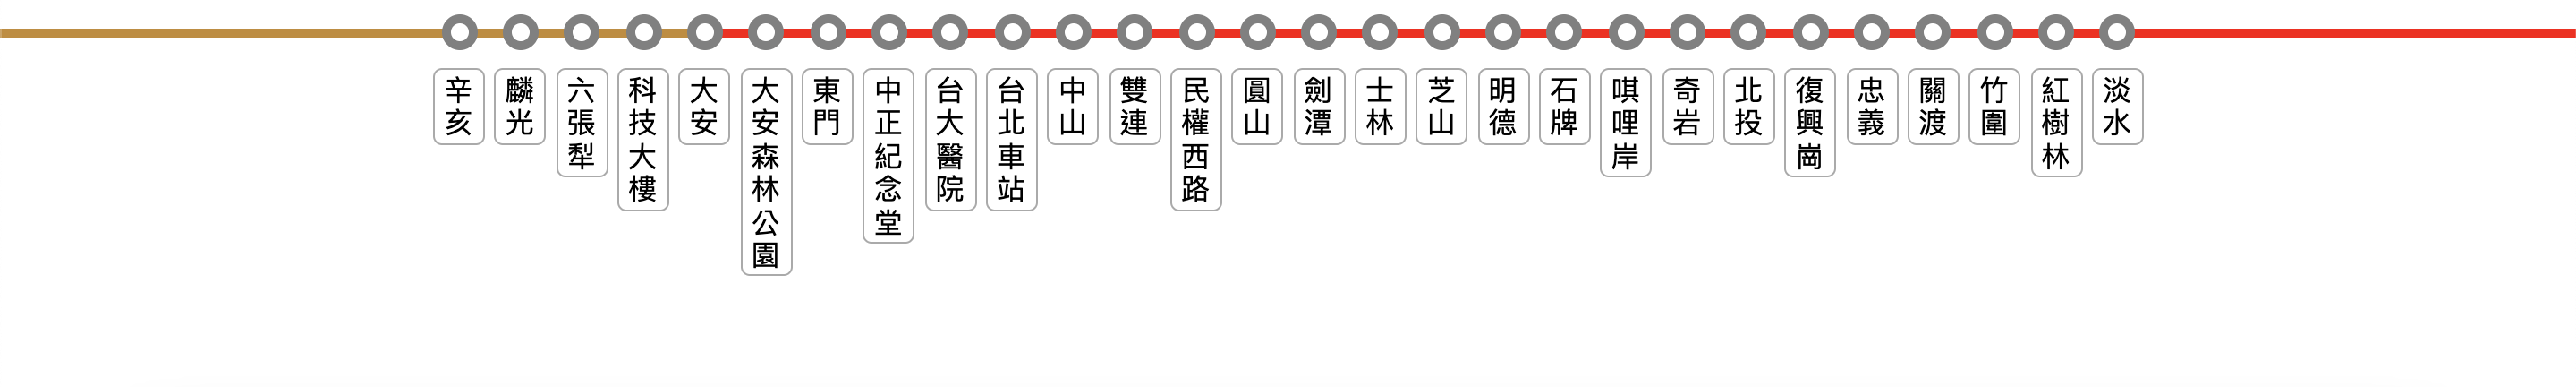 辛亥
麟光
六張犁
科技大樓
大安
大安森林公園
東門
中正紀念堂
台大醫院
台北車站
中山
雙連
民權西路
圓山
劍潭
士林
芝山
明德
石牌
唭哩岸
奇岩
北投
復興崗
忠義
關渡
竹圍
紅樹林
淡水